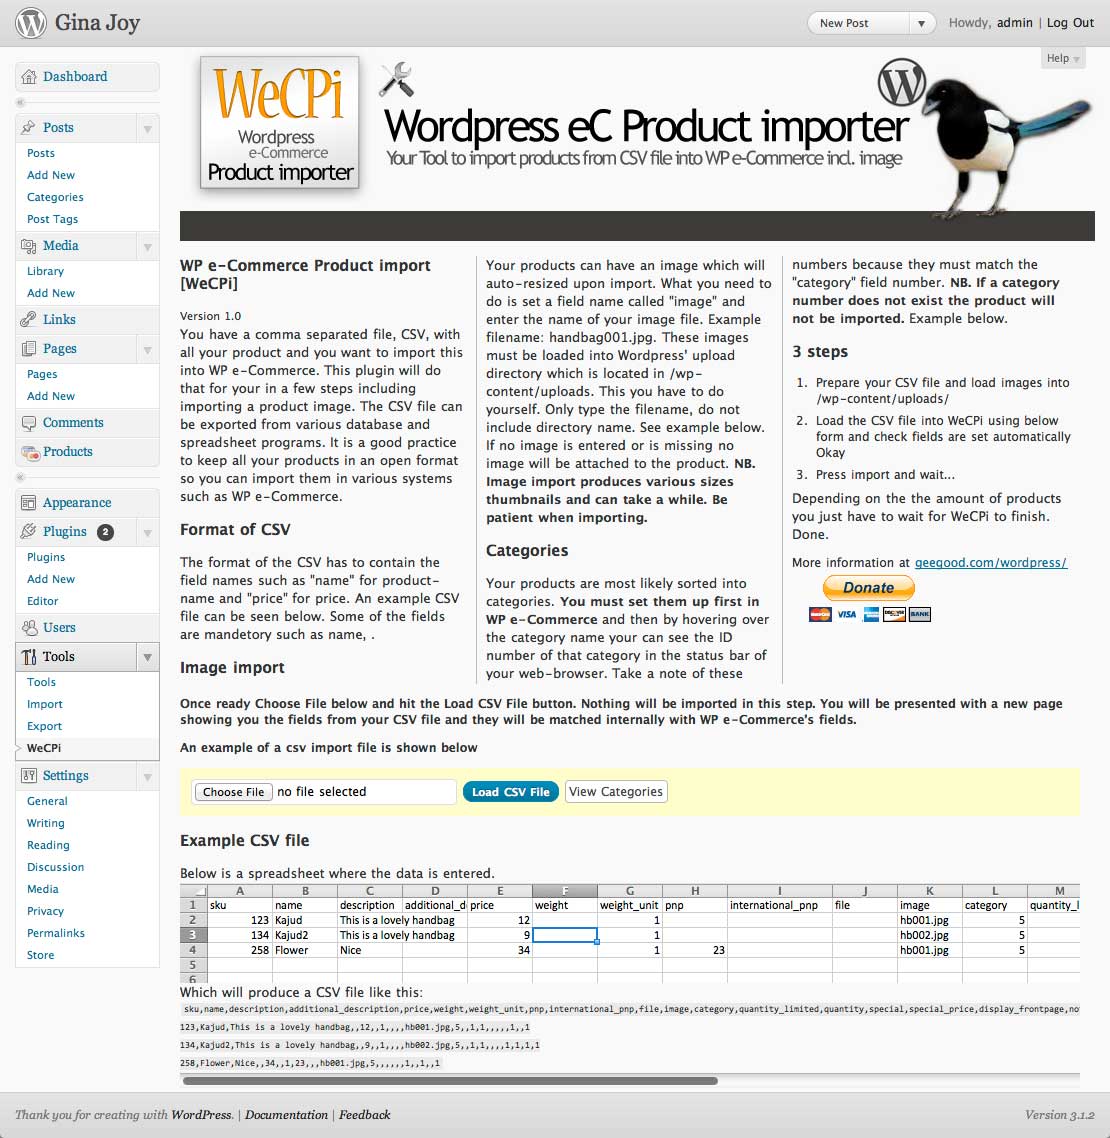 Gina Joy
New Post
Howdy, admin | Log Out
Help
Dashboard
Posts
Posts
Add New
Categories
Post Tags
Media
Library
Add New
Links
Pages
Pages
Add New
Comments
Products
Appearance
Plugins 2
Plugins
Add New
Editor
Users
Tools
Tools
Import
Export
WeCPi
Settings
General
Writing
Reading
Discussion
Media
Privacy
Permalinks
Store
WeCPi
Wordpress
e-Commerce
Product importer
Wordpress eC Product importer
Your Tool to import products from CSV file into WP e-Commerce incl. image
WP e-Commerce Product import
[WeCPi]
Version 1.0
You have a comma separated file, CSV, with
all your product and you want to import this
into WP e-Commerce. This plugin will do
that for your in a few steps including
importing a product image. The CSV file can
be exported from various database and
spreadsheet programs. It is a good practice
to keep all your products in an open format
so you can import them in various systems
such as WP e-Commerce.
Format of CSV
The format of the CSV has to contain the
field names such as "name" for product-
name and "price" for price. An example CSV
file can be seen below. Some of the fields
are mandetory such as name, .
Image import
Your products can have an image which will
auto-resized upon import. What you need to
do is set a field name called "image" and
enter the name of your image file. Example
filename: handbag001.jpg. These images
must be loaded into Wordpress' upload
directory which is located in /wp-
content/uploads. This you have to do
yourself. Only type the filename, do not
include directory name. See example below.
If no image is entered or is missing no
image will be attached to the product. NB.
Image import produces various sizes
thumbnails and can take a while. Be
patient when importing.
Categories
Your products are most likely sorted into
categories. You must set them up first in
WP e-Commerce and then by hovering over
the category name your can see the ID
number of that category in the status bar of
your web-browser. Take a note of these
numbers because they must match the
"category" field number. NB. If a category
number does not exist the product will
not be imported. Example below.
3 steps
1. Prepare your CSV file and load images into
/wp-content/uploads/
2. Load the CSV file into WeCPi using below
form and check fields are set automatically
Okay
3. Press import and wait...
Depending on the the amount of products
you just have to wait for WeCPi to finish.
Done.
More information at geegood.com/wordpress/
Donate
MasterCard VISA DISCOVER BANK
Once ready Choose File below and hit the Load CSV File button. Nothing will be imported in this step. You will be presented with a new page
showing you the fields from your CSV file and they will be matched internally with WP e-Commerce's fields.
An example of a csv import file is shown below
Choose File no file selected Load CSV File View Categories
Example CSV file
Below is a spreadsheet where the data is entered.
A B C D E F G H I J K L M
1 sku name description additional_d price weight weight_unit pnp international_pnp file image category quantity_l
2 123 Kajud This is a lovely handbag 12 1 hb001.jpg 5
3 134 Kajud2 This is a lovely handbag 9 1 hb002.jpg 5
4 258 Flower Nice 34 1 23 hb001.jpg 5
5
6
Which will produce a CSV file like this:
sku,name,description,additional_description,price,weight,weight_unit,pnp,international_pnp,file,image,category,quantity_limited,quantity,special,special_price,display_frontpage,no
123,Kajud,This is a lovely handbag,,12,,1,,,,hb001.jpg,5,,1,1,,,,,1,,1
134,Kajud2,This is a lovely handbag,,9,,1,,,,hb002.jpg,5,,1,1,,,,1,1,1,1
258,Flower,Nice,,34,,1,23,,,hb001.jpg,5,,,,,,1,,1,,1
Thank you for creating with WordPress. | Documentation | Feedback
Version 3.1.2